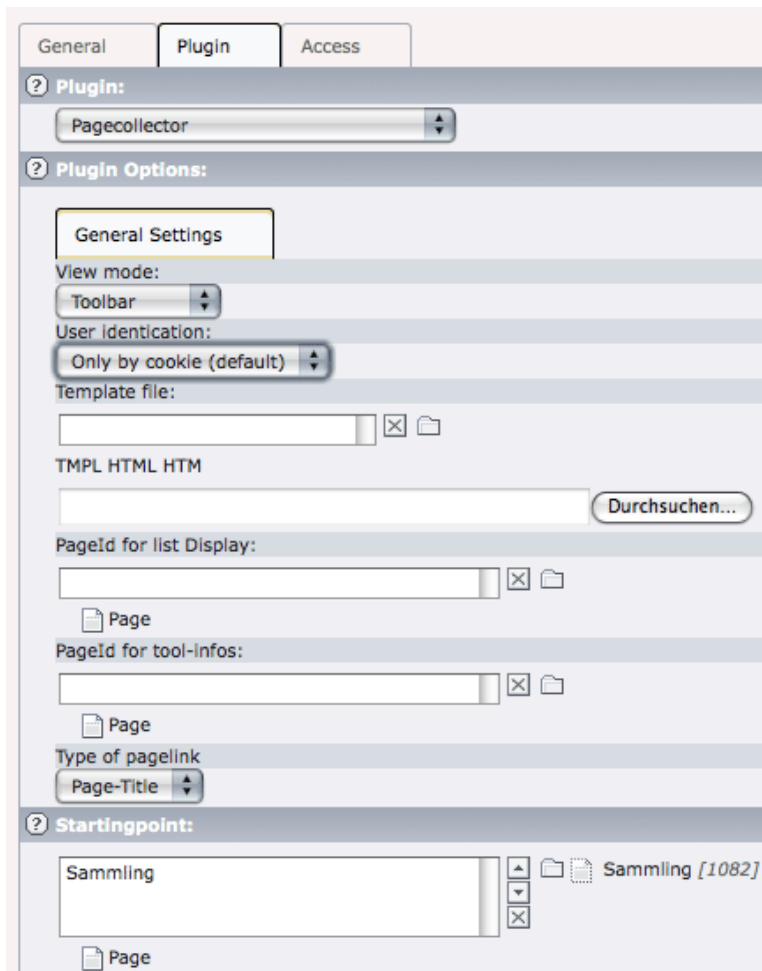 General Plugin Access
Plugin:
Pagecollector
Plugin Options:
General Settings
View mode:
Toolbar
User identication:
Only by cookie (default)
Template file:
TMPL HTML HTM
Durchsuchen...
PageId for list Display:
Page
PageId for tool-infos:
Page
Type of pagelink
Page-Title
Startingpoint:
Sammling Sammling [1082]
Page